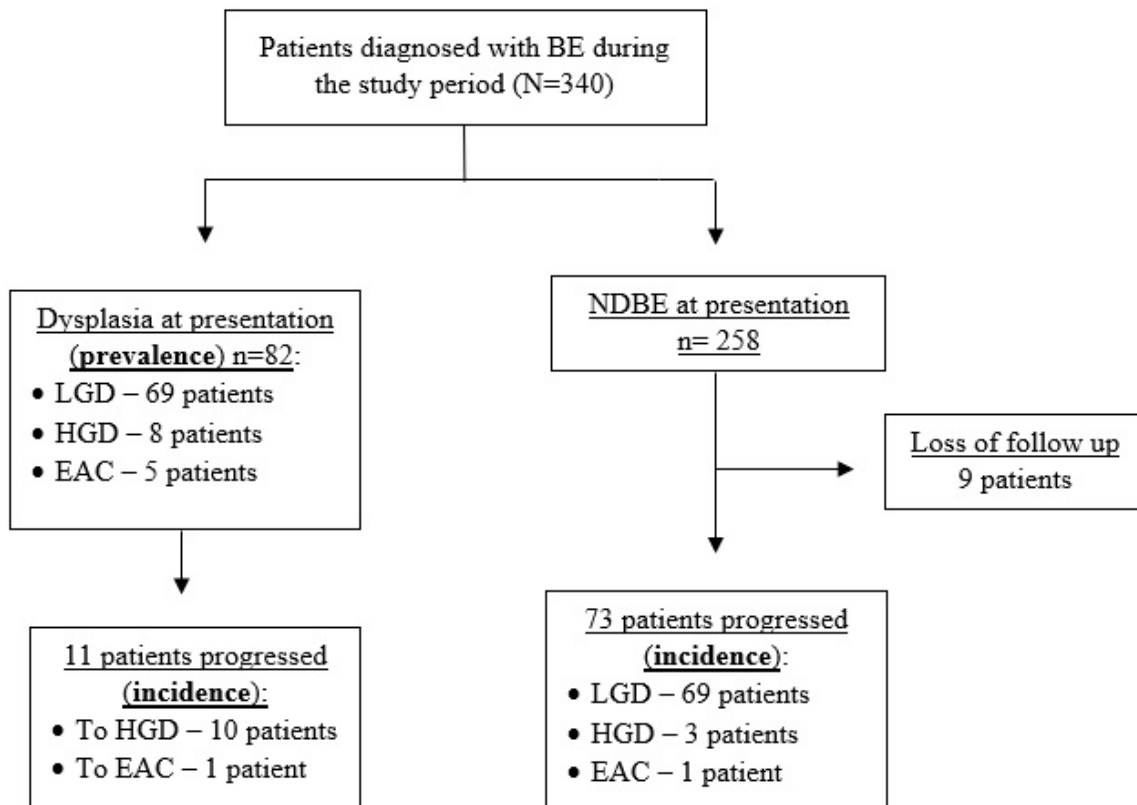 Patients diagnosed with BE during
the study period (N=340)
Dysplasia at presentation
(prevalence) n=82:
• LGD – 69 patients
• HGD – 8 patients
• EAC – 5 patients
NDBE at presentation
n= 258
Loss of follow up
9 patients
11 patients progressed
(incidence):
• To HGD – 10 patients
• To EAC – 1 patient
73 patients progressed
(incidence):
• LGD – 69 patients
• HGD – 3 patients
• EAC – 1 patient